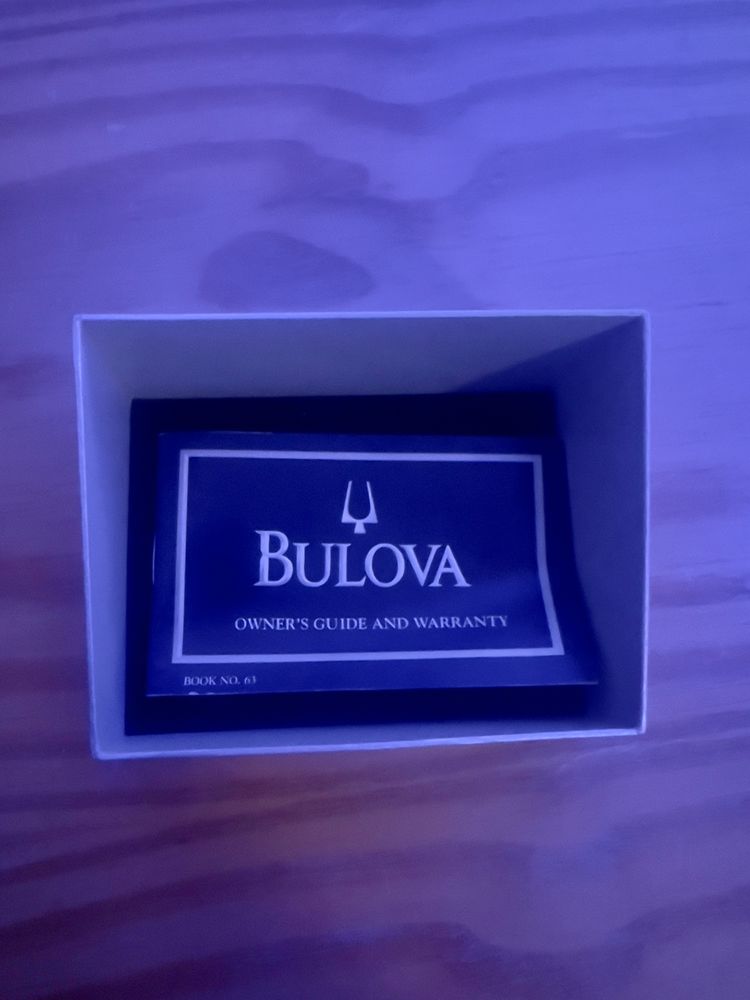 BULOVA
OWNER'S GUIDE AND WARRANTY
BOOK NO. 63